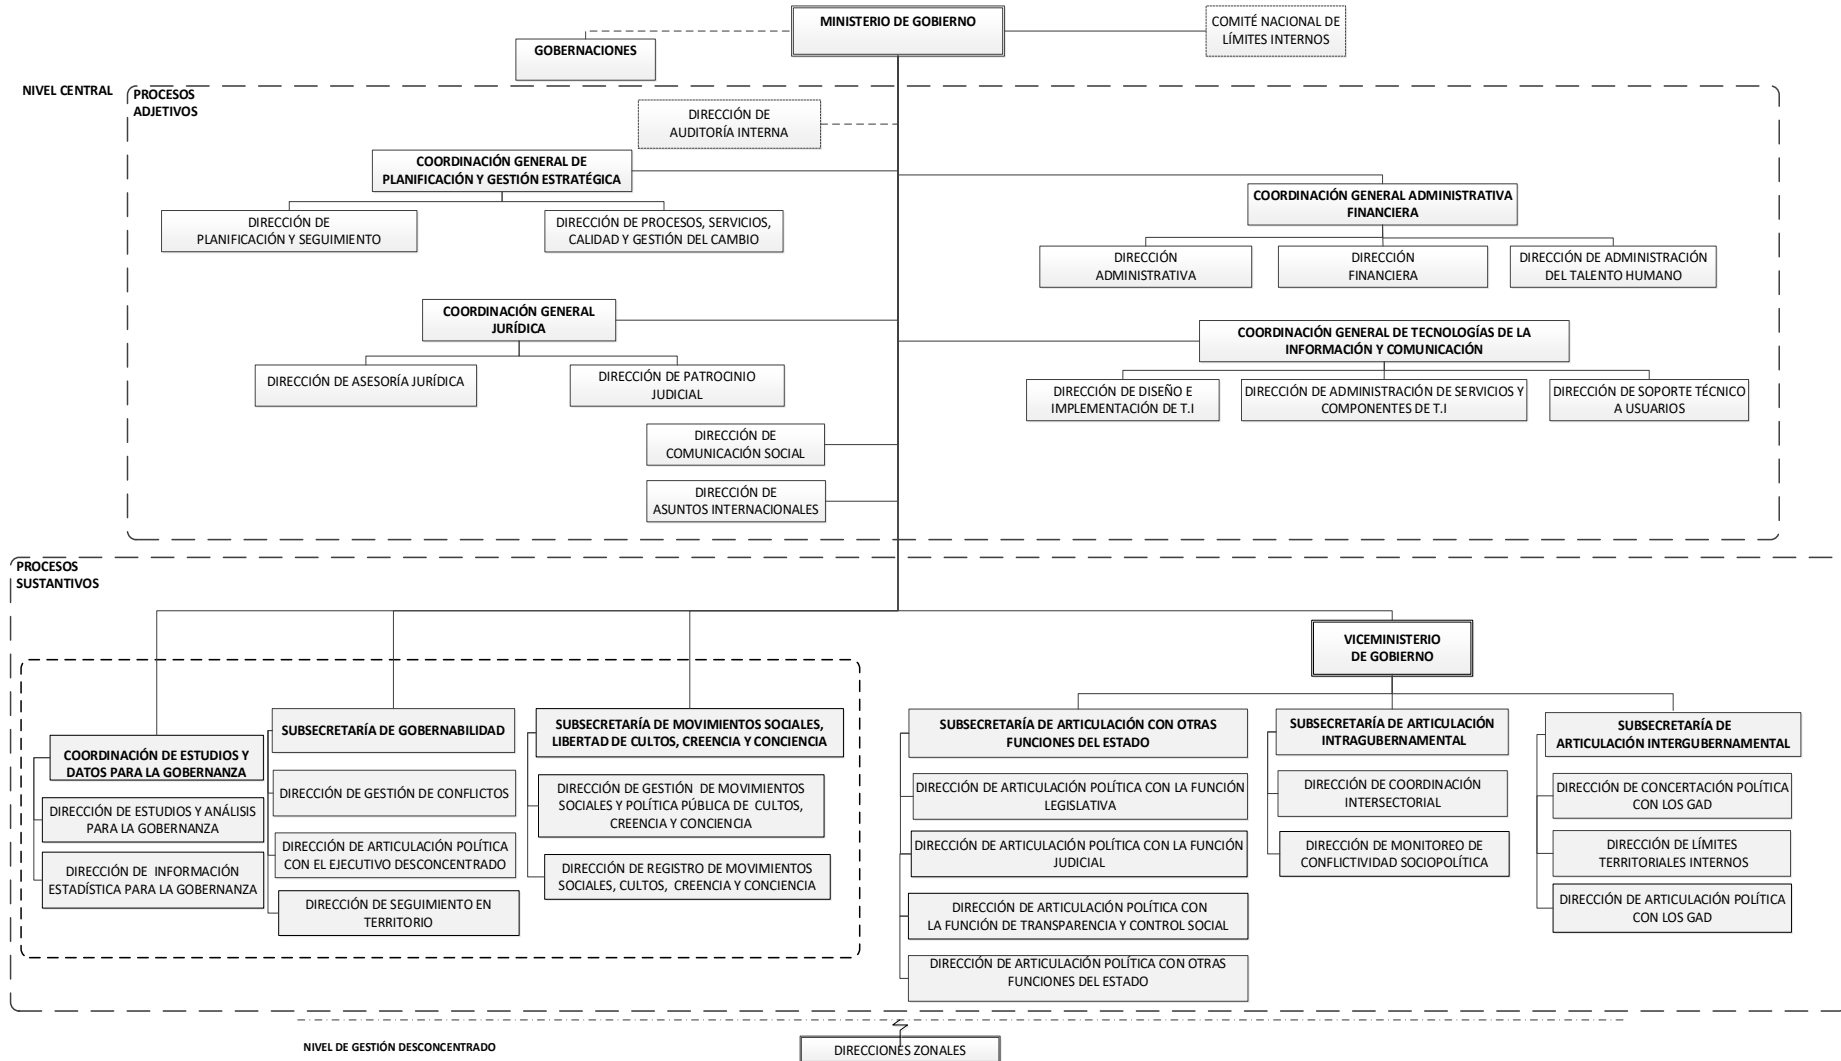 MINISTERIO DE GOBIERNO
COMITÉ NACIONAL DE
LÍMITES INTERNOS
GOBERNACIONES
NIVEL CENTRAL
PROCESOS
ADJETIVOS
DIRECCIÓN DE
AUDITORÍA INTERNA
COORDINACIÓN GENERAL DE
PLANIFICACIÓN Y GESTIÓN ESTRATÉGICA
DIRECCIÓN DE
PLANIFICACIÓN Y SEGUIMIENTO
DIRECCIÓN DE PROCESOS, SERVICIOS,
CALIDAD Y GESTIÓN DEL CAMBIO
COORDINACIÓN GENERAL ADMINISTRATIVA
FINANCIERA
DIRECCIÓN
ADMINISTRATIVA
DIRECCIÓN
FINANCIERA
DIRECCIÓN DE ADMINISTRACIÓN
DEL TALENTO HUMANO
COORDINACIÓN GENERAL
JURÍDICA
DIRECCIÓN DE ASESORÍA JURÍDICA
DIRECCIÓN DE PATROCINIO
JUDICIAL
COORDINACIÓN GENERAL DE TECNOLOGÍAS DE LA
INFORMACIÓN Y COMUNICACIÓN
DIRECCIÓN DE DISEÑO E
IMPLEMENTACIÓN DE T.I
DIRECCIÓN DE ADMINISTRACIÓN DE SERVICIOS Y
COMPONENTES DE T.I
DIRECCIÓN DE SOPORTE TÉCNICO
A USUARIOS
DIRECCIÓN DE
COMUNICACIÓN SOCIAL
DIRECCIÓN DE
ASUNTOS INTERNACIONALES
PROCESOS
SUSTANTIVOS
VICEMINISTERIO
DE GOBIERNO
COORDINACIÓN DE ESTUDIOS Y
DATOS PARA LA GOBERNANZA
DIRECCIÓN DE ESTUDIOS Y ANÁLISIS
PARA LA GOBERNANZA
DIRECCIÓN DE INFORMACIÓN
ESTADÍSTICA PARA LA GOBERNANZA
SUBSECRETARÍA DE GOBERNABILIDAD
DIRECCIÓN DE GESTIÓN DE CONFLICTOS
DIRECCIÓN DE ARTICULACIÓN POLÍTICA
CON EL EJECUTIVO DESCONCENTRADO
DIRECCIÓN DE SEGUIMIENTO EN
TERRITORIO
SUBSECRETARÍA DE MOVIMIENTOS SOCIALES,
LIBERTAD DE CULTOS, CREENCIA Y CONCIENCIA
DIRECCIÓN DE GESTIÓN DE MOVIMIENTOS
SOCIALES Y POLÍTICA PÚBLICA DE CULTOS,
CREENCIA Y CONCIENCIA
DIRECCIÓN DE REGISTRO DE MOVIMIENTOS
SOCIALES, CULTOS, CREENCIA Y CONCIENCIA
SUBSECRETARÍA DE ARTICULACIÓN CON OTRAS
FUNCIONES DEL ESTADO
DIRECCIÓN DE ARTICULACIÓN POLÍTICA CON LA FUNCIÓN
LEGISLATIVA
DIRECCIÓN DE ARTICULACIÓN POLÍTICA CON LA FUNCIÓN
JUDICIAL
DIRECCIÓN DE ARTICULACIÓN POLÍTICA CON
LA FUNCIÓN DE TRANSPARENCIA Y CONTROL SOCIAL
DIRECCIÓN DE ARTICULACIÓN POLÍTICA CON OTRAS
FUNCIONES DEL ESTADO
SUBSECRETARÍA DE ARTICULACIÓN
INTRAGUBERNAMENTAL
DIRECCIÓN DE COORDINACIÓN
INTERSECTORIAL
DIRECCIÓN DE MONITOREO DE
CONFLICTIVIDAD SOCIOPOLÍTICA
SUBSECRETARÍA DE
ARTICULACIÓN INTERGUBERNAMENTAL
DIRECCIÓN DE CONCERTACIÓN POLÍTICA
CON LOS GAD
DIRECCIÓN DE LÍMITES
TERRITORIALES INTERNOS
DIRECCIÓN DE ARTICULACIÓN POLÍTICA
CON LOS GAD
NIVEL DE GESTIÓN DESCONCENTRADO
DIRECCIONES ZONALES